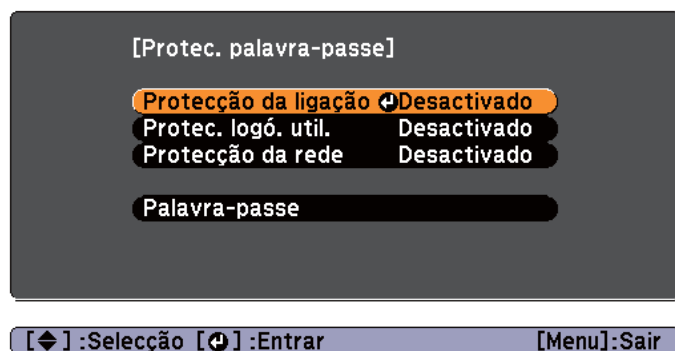 [Protec. palavra-passe]
Protecção da ligação Desactivado
Protec. logó. util. Desactivado
Protecção da rede Desactivado
Palavra-passe
[ ] :Selecção [ ] :Entrar [Menu]:Sair